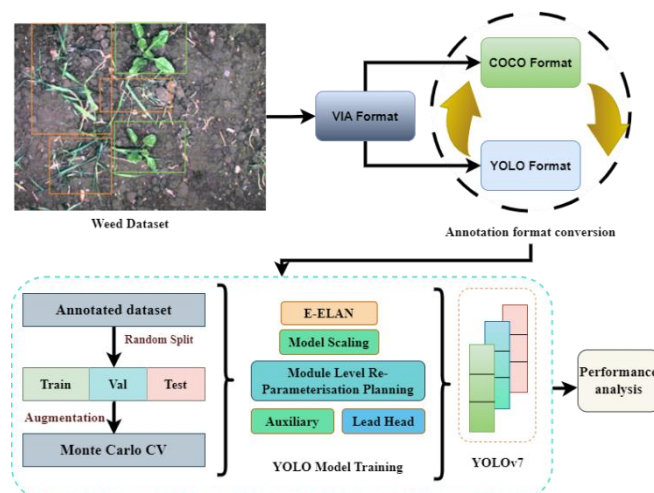 COCO Format
VIA Format
YOLO Format
Weed Dataset
Annotation format conversion
Annotated dataset
Random Split
Train
Val
Test
Augmentation
Monte Carlo CV
E-ELAN
Model Scaling
Module Level Re-
Parameterisation Planning
Auxiliary
Lead Head
YOLO Model Training
YOLOv7
Performance
analysis